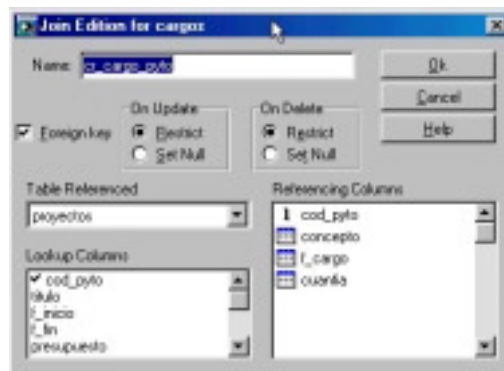 Join Edition for cargos
Name: cr_cargo_pyto
Ok
Cancel
Help
Foreign key
On Update
Restrict
Set Null
On Delete
Restrict
Set Null
Table Referenced
proyectos
Lookup Columns
cod_pyto
titulo
f_inicio
f_fin
presupuesto
Referencing Columns
1 cod_pyto
concepto
f_cargo
cuantia